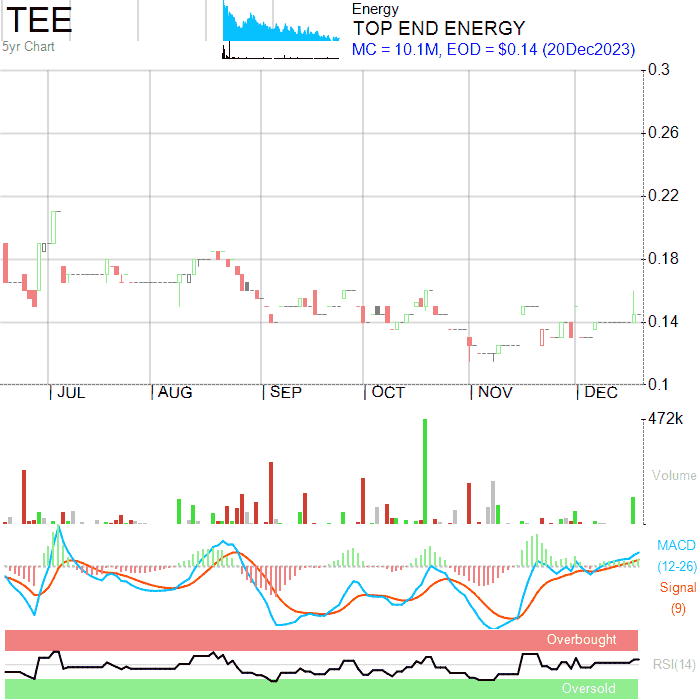 TEE
5yr Chart
Energy
TOP END ENERGY
MC = 10.1M, EOD = $0.14 (20Dec2023)
0.3
0.26
0.22
0.18
0.14
0.1
JUL AUG SEP OCT NOV DEC
472k
Volume
MACD
(12-26)
Signal
(9)
Overbought
RSI(14)
Oversold